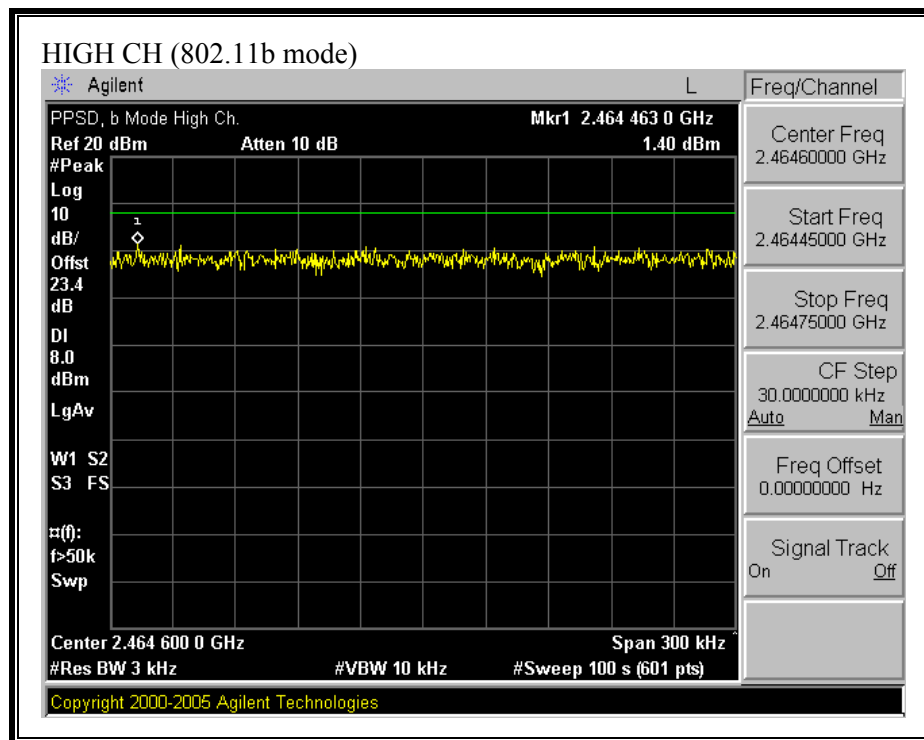 HIGH CH (802.11b mode)
Agilent L Freq/Channel
PPSD, b Mode High Ch. Mkr1 2.464 463 0 GHz
Ref 20 dBm Atten 10 dB 1.40 dBm
#Peak
Log
10
dB/
Offst
23.4
dB
DI
8.0
dBm
LgAv
W1 S2
S3 FS
¤(f):
f>50k
Swp
1
Center 2.464 600 0 GHz Span 300 kHz ^
#Res BW 3 kHz #VBW 10 kHz #Sweep 100 s (601 pts)
Copyright 2000-2005 Agilent Technologies
Center Freq
2.46460000 GHz
Start Freq
2.46445000 GHz
Stop Freq
2.46475000 GHz
CF Step
30.0000000 kHz
Auto Man
Freq Offset
0.00000000 Hz
Signal Track
On Off